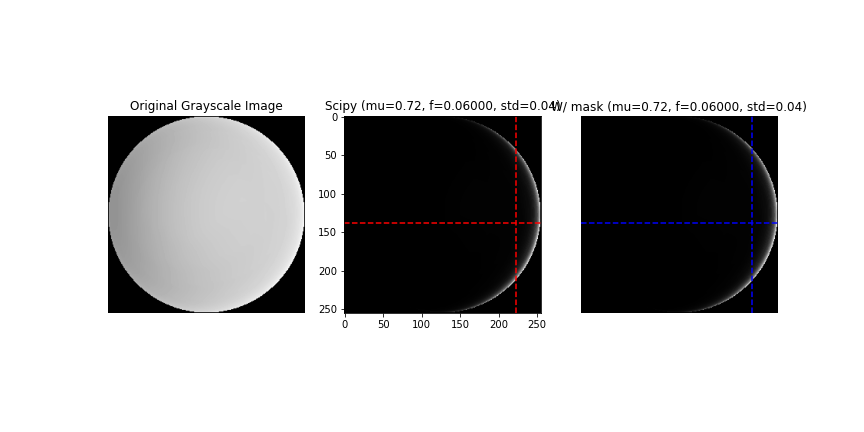 Original Grayscale Image
Scipy (mu=0.72, f=0.06000, std=0.04)
W/ mask (mu=0.72, f=0.06000, std=0.04)
0
50
100
150
200
250
0 50 100 150 200 250